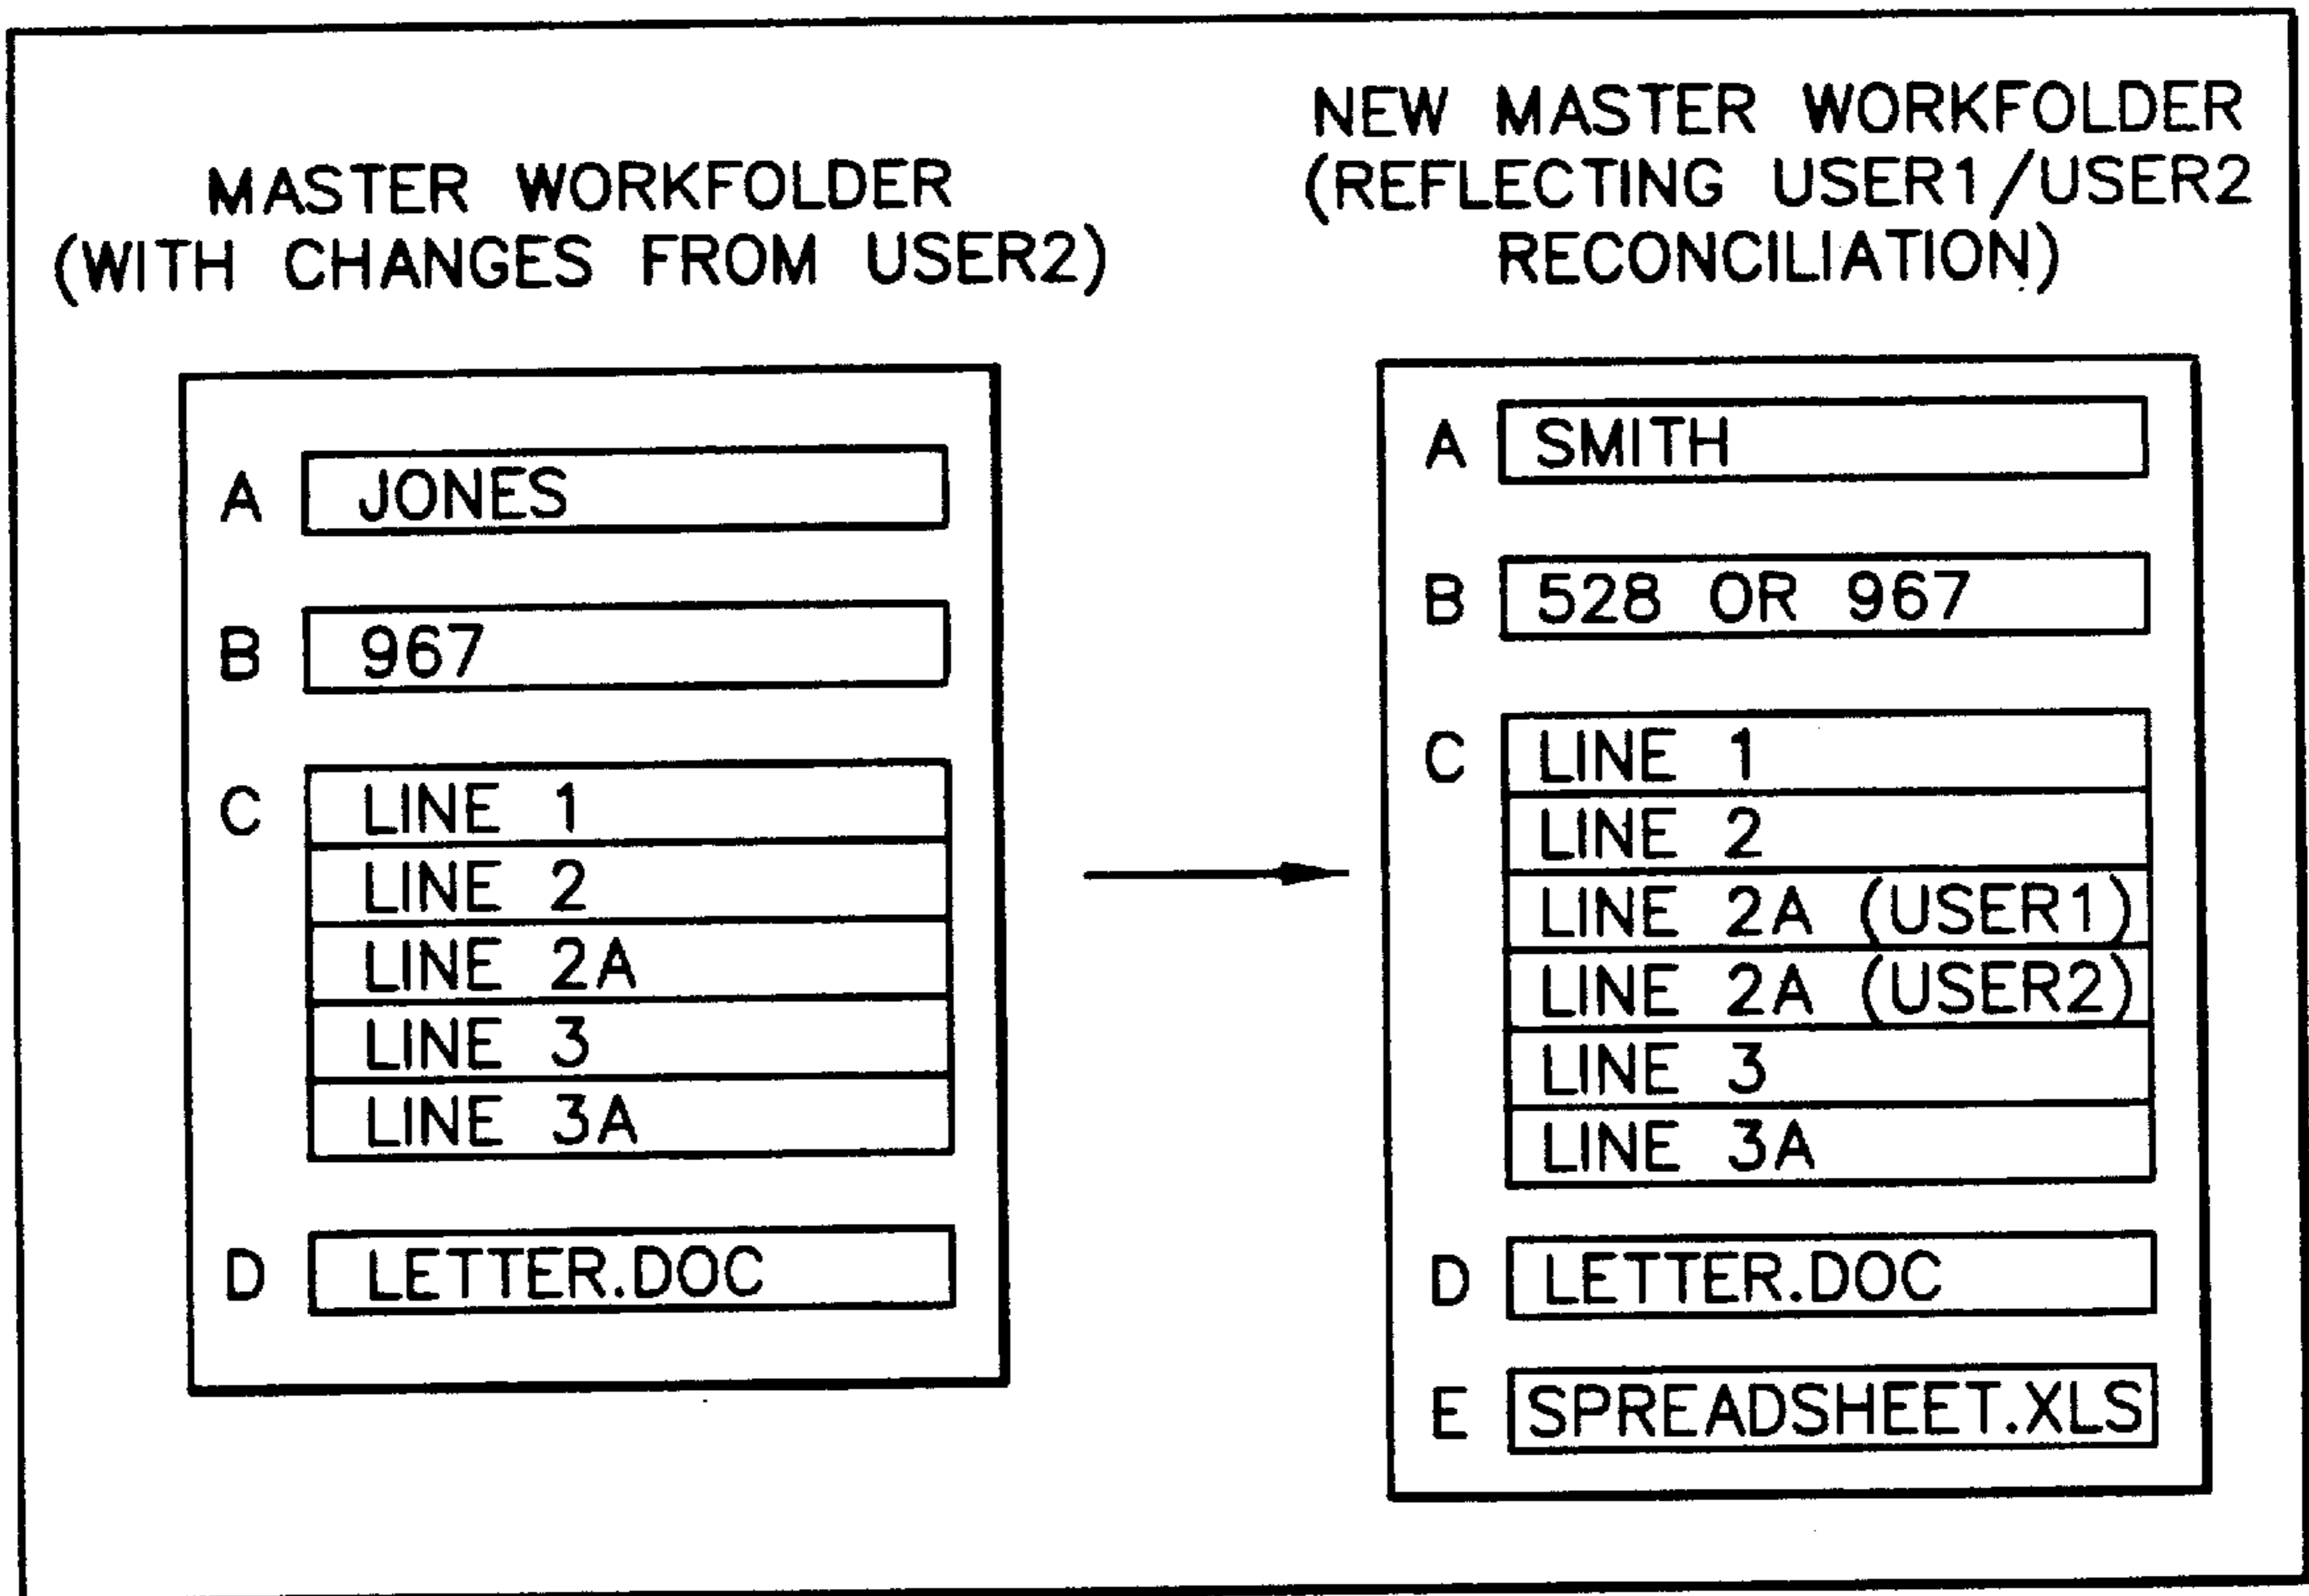 MASTER WORKFOLDER
(WITH CHANGES FROM USER2)
A JONES
B 967
C LINE 1
LINE 2
LINE 2A
LINE 3
LINE 3A
D LETTER.DOC
NEW MASTER WORKFOLDER
(REFLECTING USER1/USER2
RECONCILIATION)
A SMITH
B 528 OR 967
C LINE 1
LINE 2
LINE 2A (USER1)
LINE 2A (USER2)
LINE 3
LINE 3A
D LETTER.DOC
E SPREADSHEET.XLS